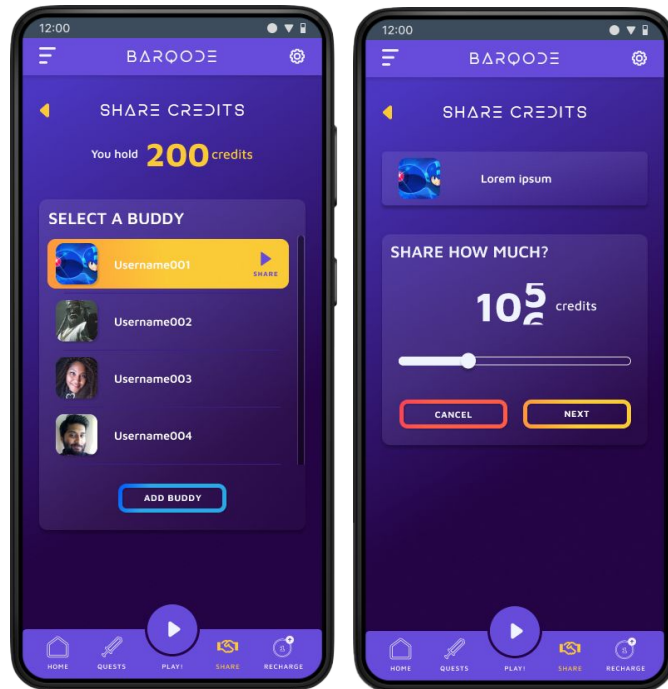 12:00
BARQODE
SHARE CREDITS
You hold 200 credits
SELECT A BUDDY
Username001
SHARE
Username002
Username003
Username004
ADD BUDDY
HOME QUESTS PLAY! SHARE RECHARGE
12:00
BARQODE
SHARE CREDITS
Lorem ipsum
SHARE HOW MUCH?
105 credits
6
CANCEL NEXT
HOME QUESTS PLAY! SHARE RECHARGE